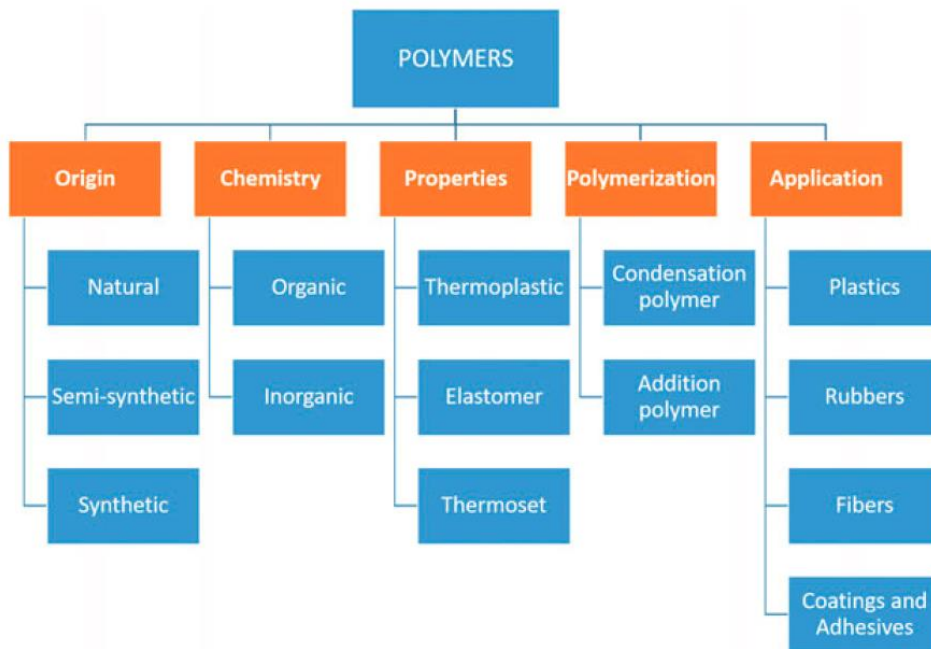 POLYMERS
Origin
Chemistry
Properties
Polymerization
Application
Natural
Organic
Thermoplastic
Condensation
polymer
Plastics
Semi-synthetic
Inorganic
Elastomer
Addition
polymer
Rubbers
Synthetic
Thermoset
Fibers
Coatings and
Adhesives